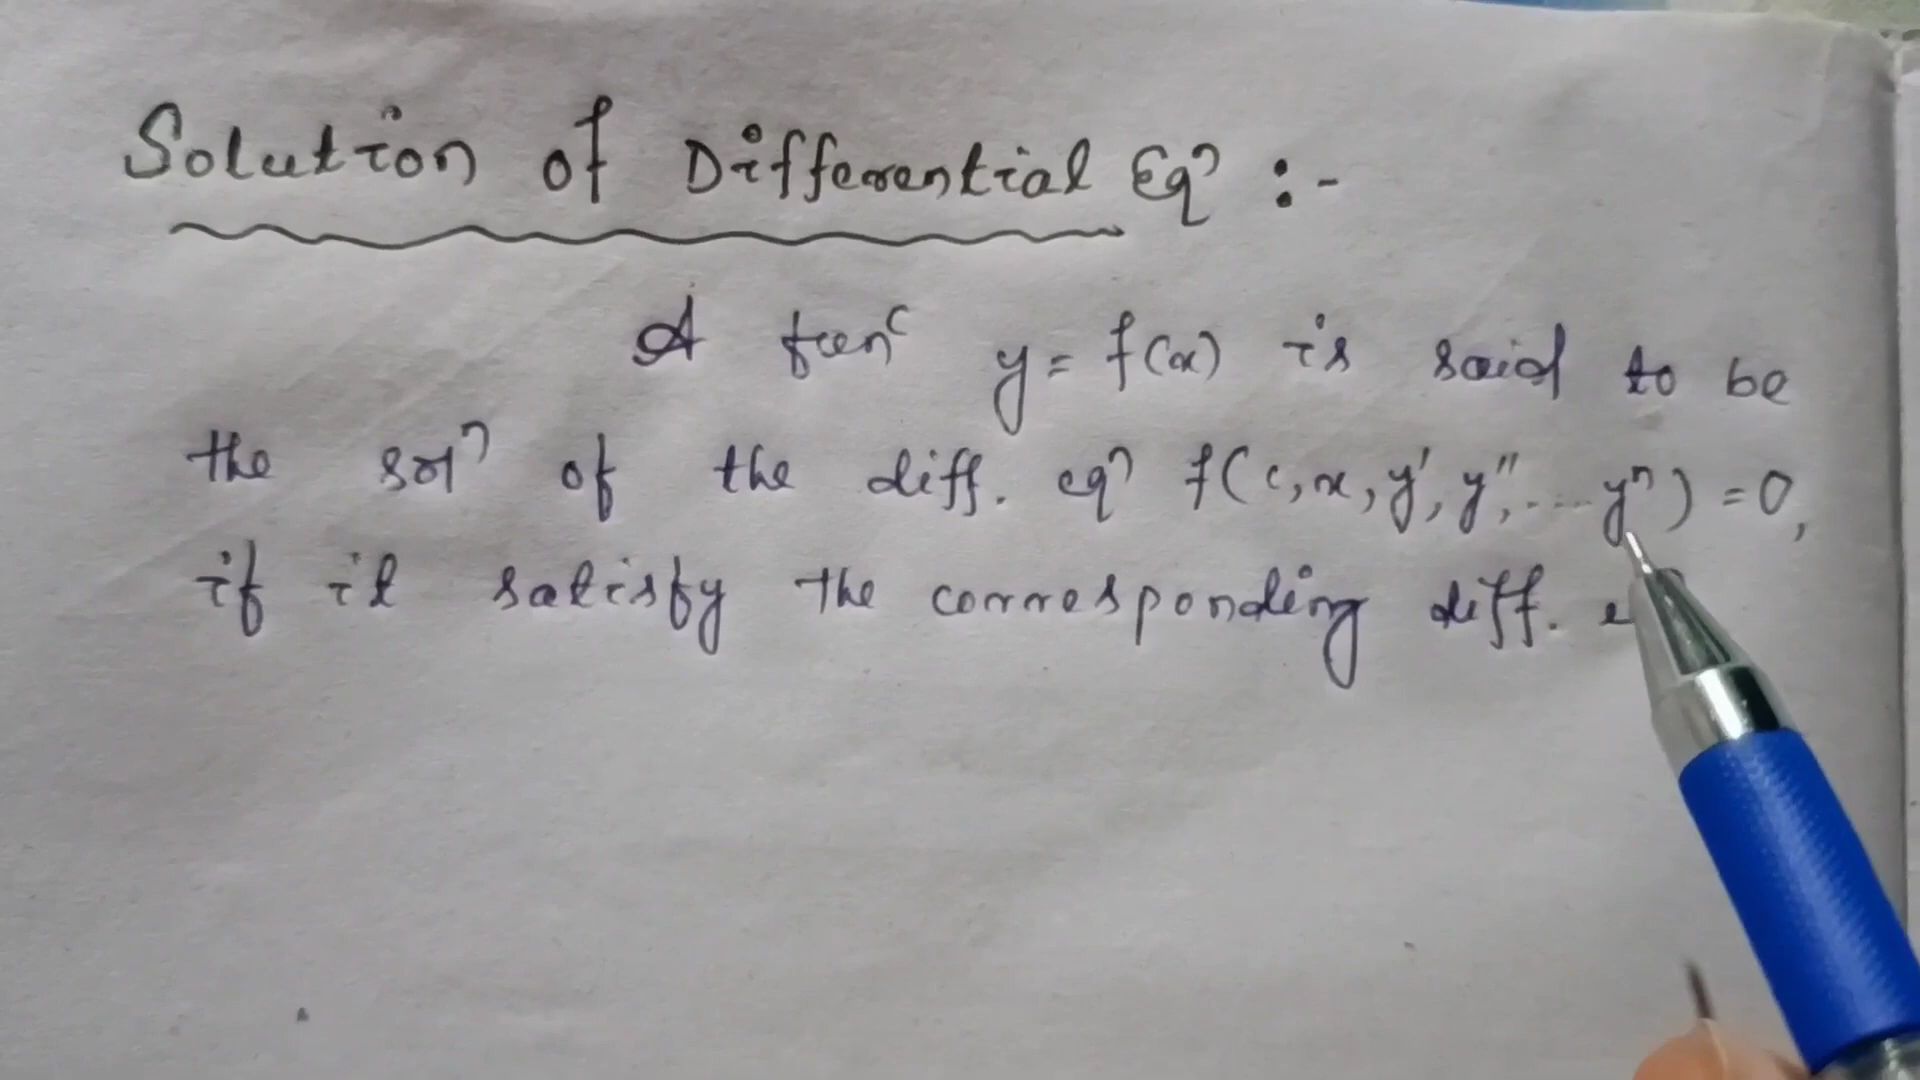 Solution of Differential Eqⁿ :-
A funᶜ y = f(x) is said to be
the solⁿ of the diff. eqⁿ f(c, x, y', y'', .... yⁿ) = 0,
if it satisfy the corresponding diff.